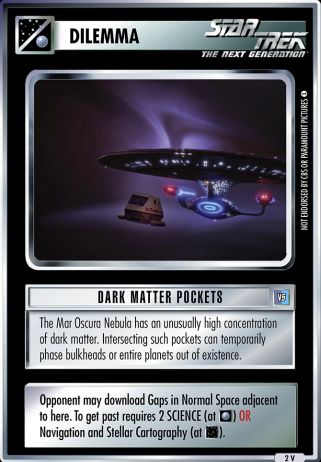 DILEMMA
STAR TREK
THE NEXT GENERATION
NOT ENDORSED BY CBS OR PARAMOUNT PICTURES
DARK MATTER POCKETS
V5
The Mar Oscura Nebula has an unusually high concentration
of dark matter. Intersecting such pockets can temporarily
phase bulkheads or entire planets out of existence.
Opponent may download Gaps in Normal Space adjacent
to here. To get past requires 2 SCIENCE (at ) OR
Navigation and Stellar Cartography (at ).
2 V